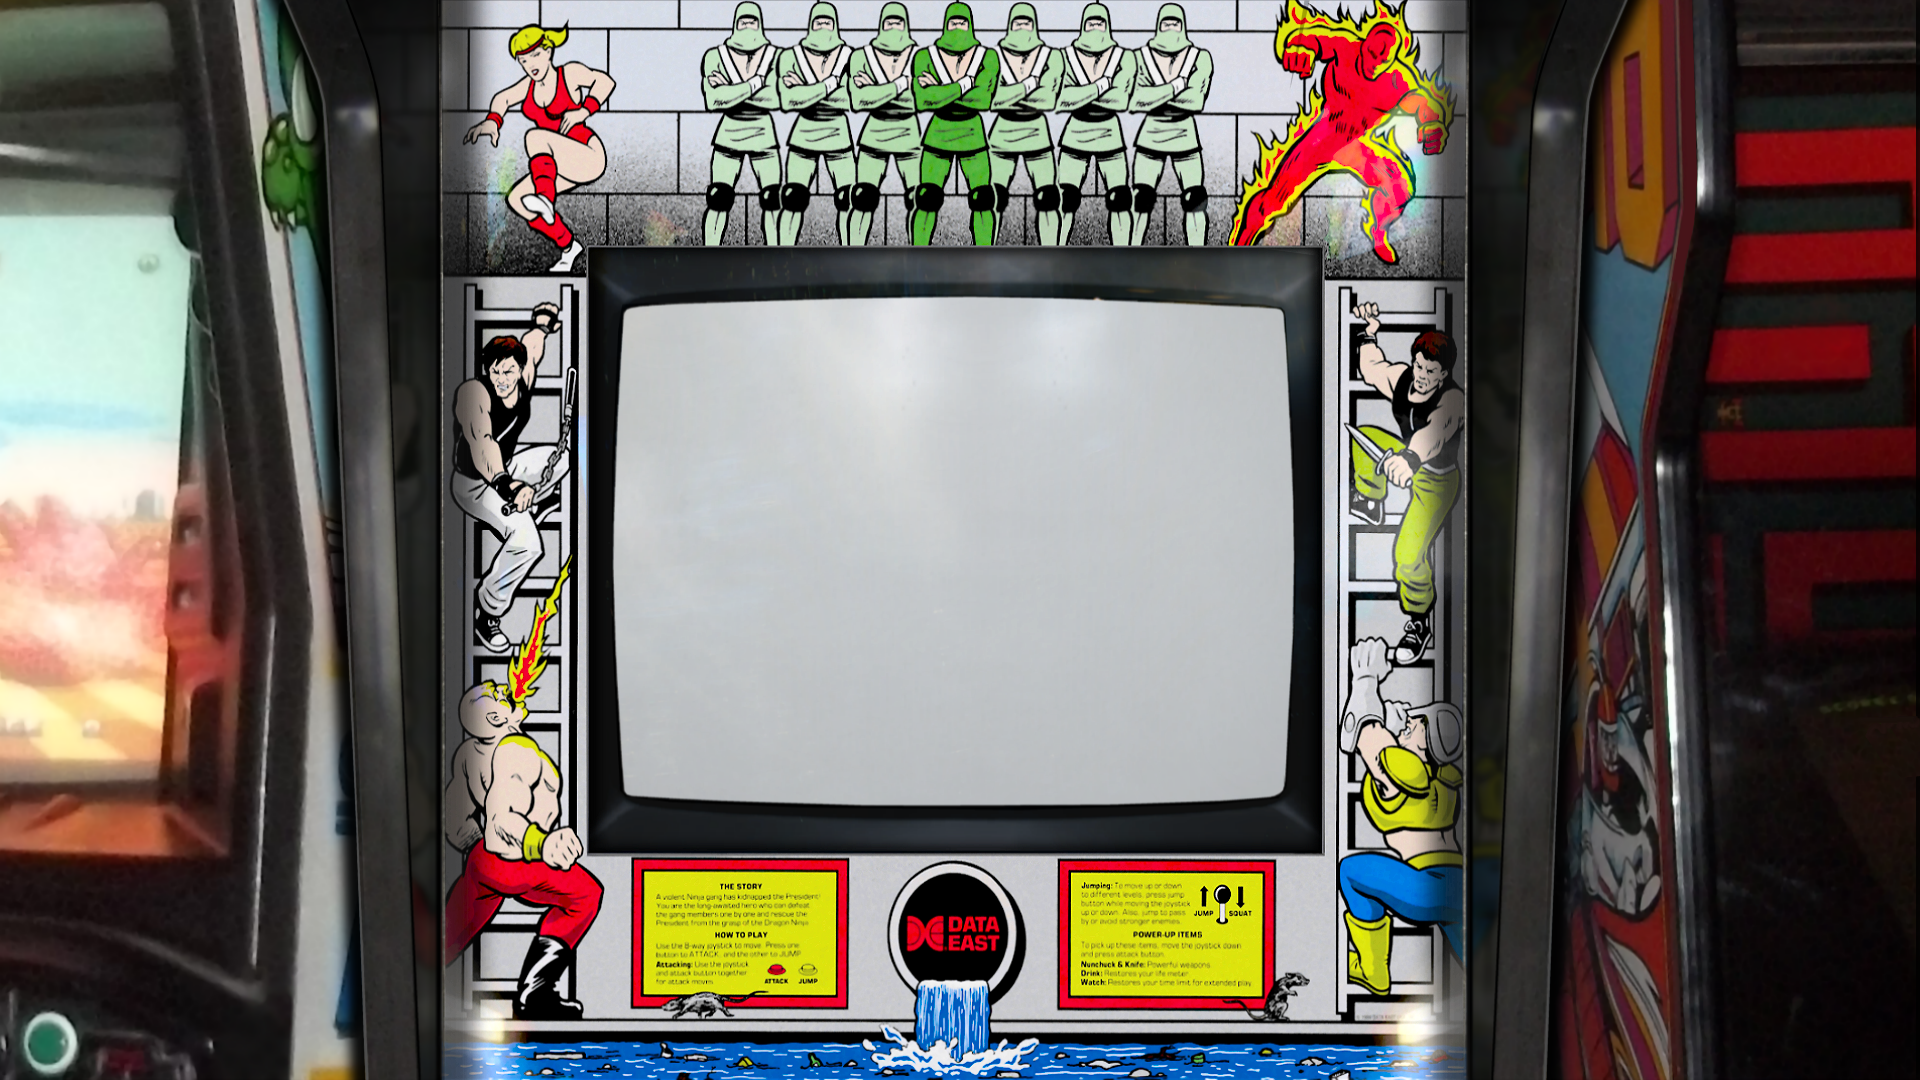 THE STORY
A violent Ninja gang has kidnapped the President!
You are the long-awaited hero who can defeat
the gang members one by one and rescue the
President from the grasp of the Dragon Ninja.
HOW TO PLAY
Use the 8-way joystick to move. Press one
button to ATTACK, and the other to JUMP.
Attacking: Use the joystick
and attack button together
for attack moves.
ATTACK JUMP
DATA
EAST
Jumping: To move up or down
to different levels, press jump
button while moving the joystick
up or down. Also, jump to pass
by or avoid stronger enemies.
JUMP SQUAT
POWER-UP ITEMS
To pick up these items, move the joystick down
and press attack button.
Nunchuck & Knife: Powerful weapons.
Drink: Restores your life meter.
Watch: Restores your time limit for extended play.